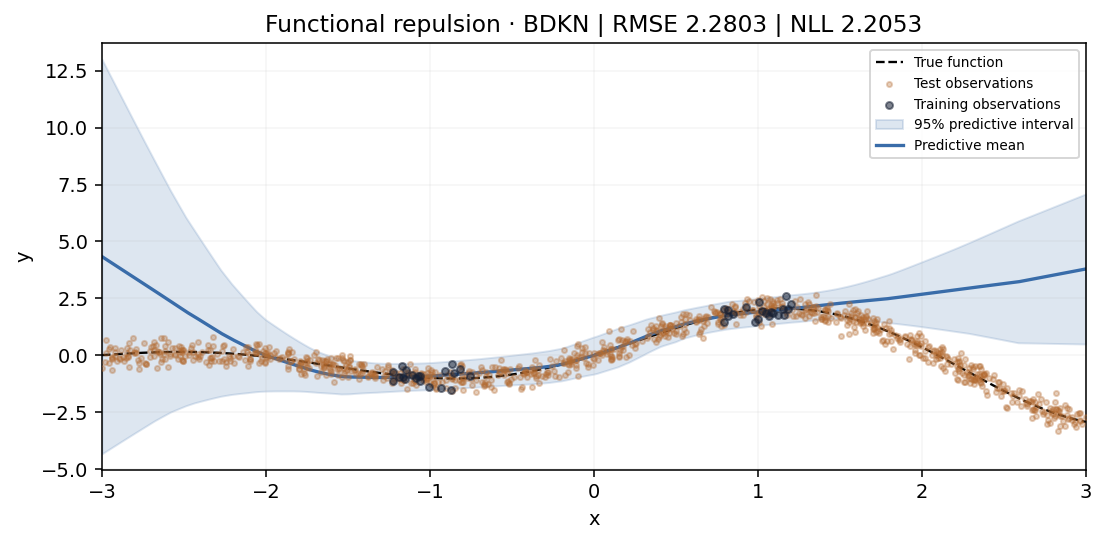 Functional repulsion · BDKN | RMSE 2.2803 | NLL 2.2053
True function
Test observations
Training observations
95% predictive interval
Predictive mean
y
12.5
10.0
7.5
5.0
2.5
0.0
−2.5
−5.0
−3
−2
−1
0
1
2
3
x